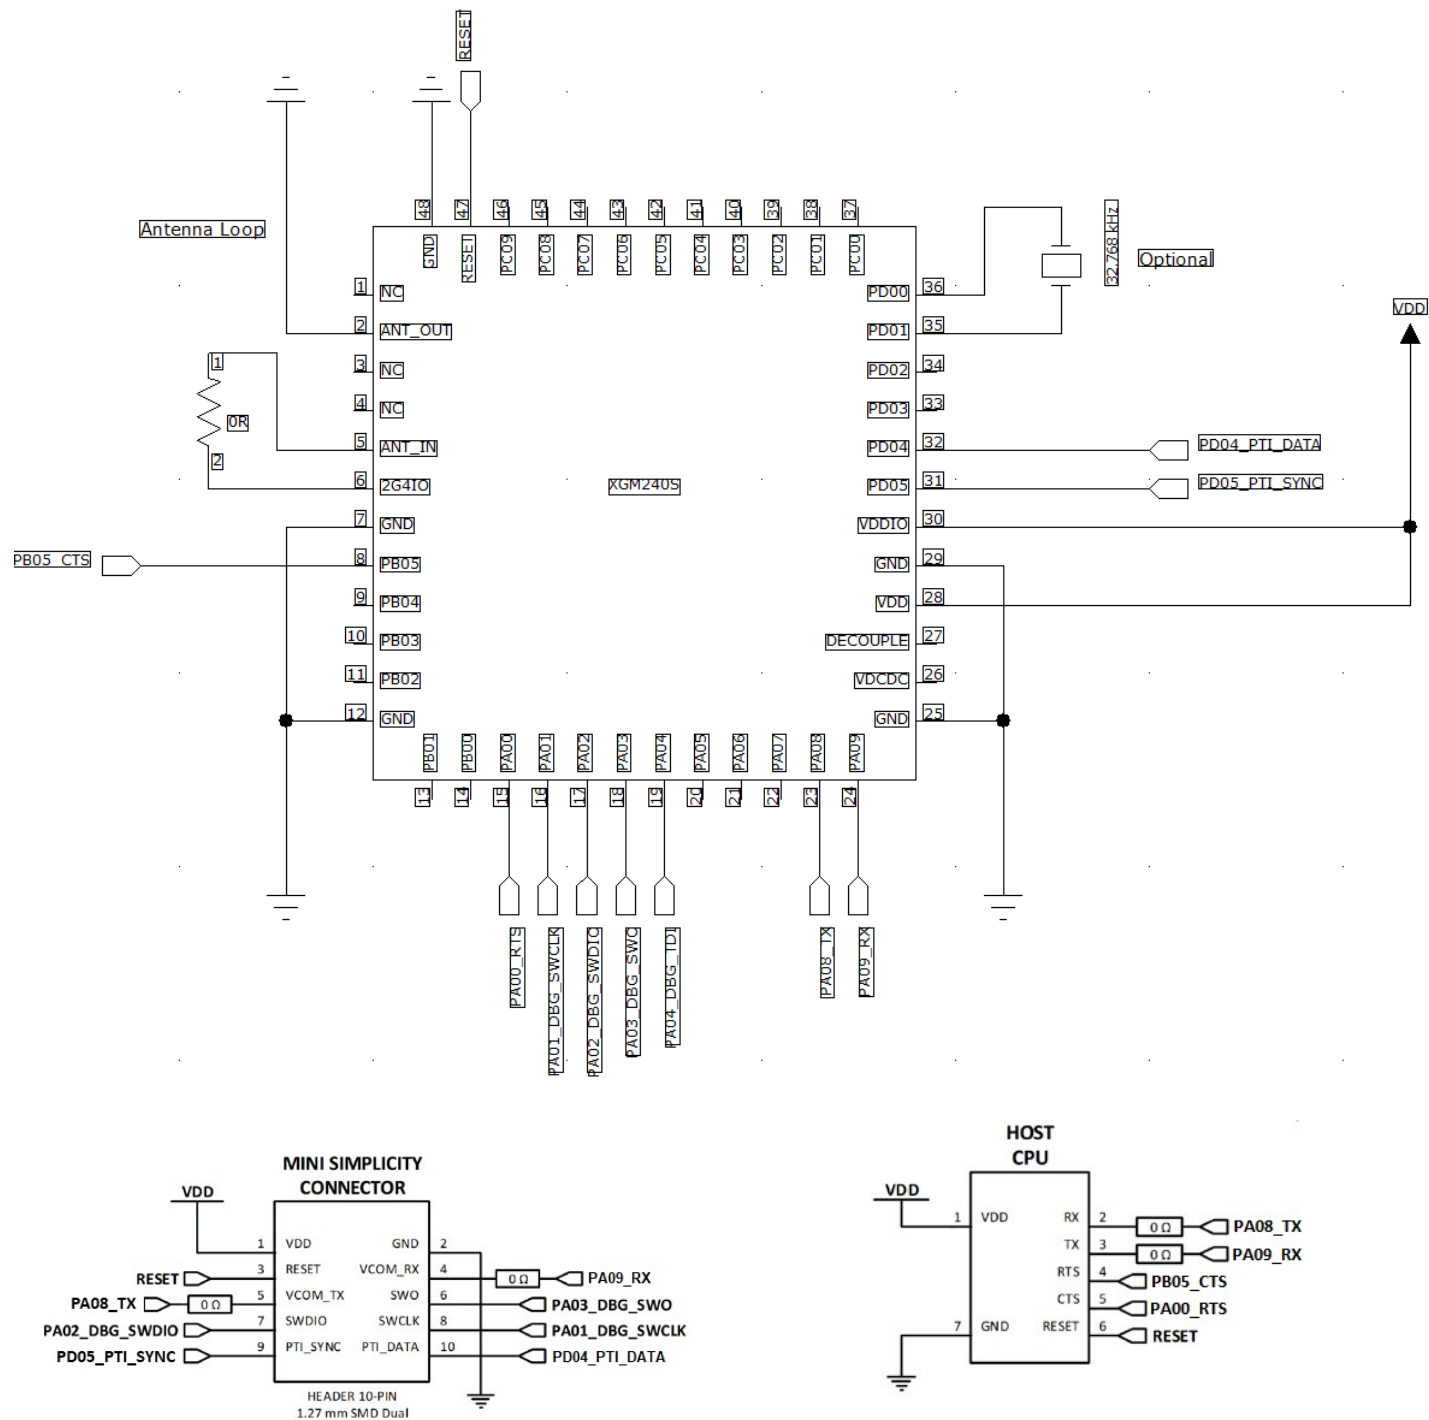 RESET
48
47
46
45
44
43
42
41
40
39
38
37
GND
RESET
PC09
PC08
PC07
PC06
PC05
PC04
PC03
PC02
PC01
PC00
Antenna Loop
32.768 kHz
Optional
VDD
1 NC
2 ANT_OUT
3 NC
4 NC
5 ANT_IN
6 2G4IO
7 GND
8 PB05
9 PB04
10 PB03
11 PB02
12 GND
1
0R
2
PB05_CTS
XGM240S
PD00 36
PD01 35
PD02 34
PD03 33
PD04 32
PD05 31
VDDIO 30
GND 29
VDD 28
DECOUPLE 27
VDCDC 26
GND 25
PD04_PTI_DATA
PD05_PTI_SYNC
PB01
PB00
PA00
PA01
PA02
PA03
PA04
PA05
PA06
PA07
PA08
PA09
13
14
15
16
17
18
19
20
21
22
23
24
PA00_RTS
PA01_DBG_SWCLK
PA02_DBG_SWDIO
PA03_DBG_SWO
PA04_DBG_TDI
PA08_TX
PA09_RX
MINI SIMPLICITY
CONNECTOR
VDD
1 VDD GND 2
RESET 3 RESET VCOM_RX 4 0 Ω PA09_RX
PA08_TX 0 Ω 5 VCOM_TX SWO 6 PA03_DBG_SWO
PA02_DBG_SWDIO 7 SWDIO SWCLK 8 PA01_DBG_SWCLK
PD05_PTI_SYNC 9 PTI_SYNC PTI_DATA 10 PD04_PTI_DATA
HEADER 10-PIN
1.27 mm SMD Dual
HOST
CPU
VDD
1 VDD RX 2 0 Ω PA08_TX
TX 3 0 Ω PA09_RX
RTS 4 PB05_CTS
CTS 5 PA00_RTS
7 GND RESET 6 RESET